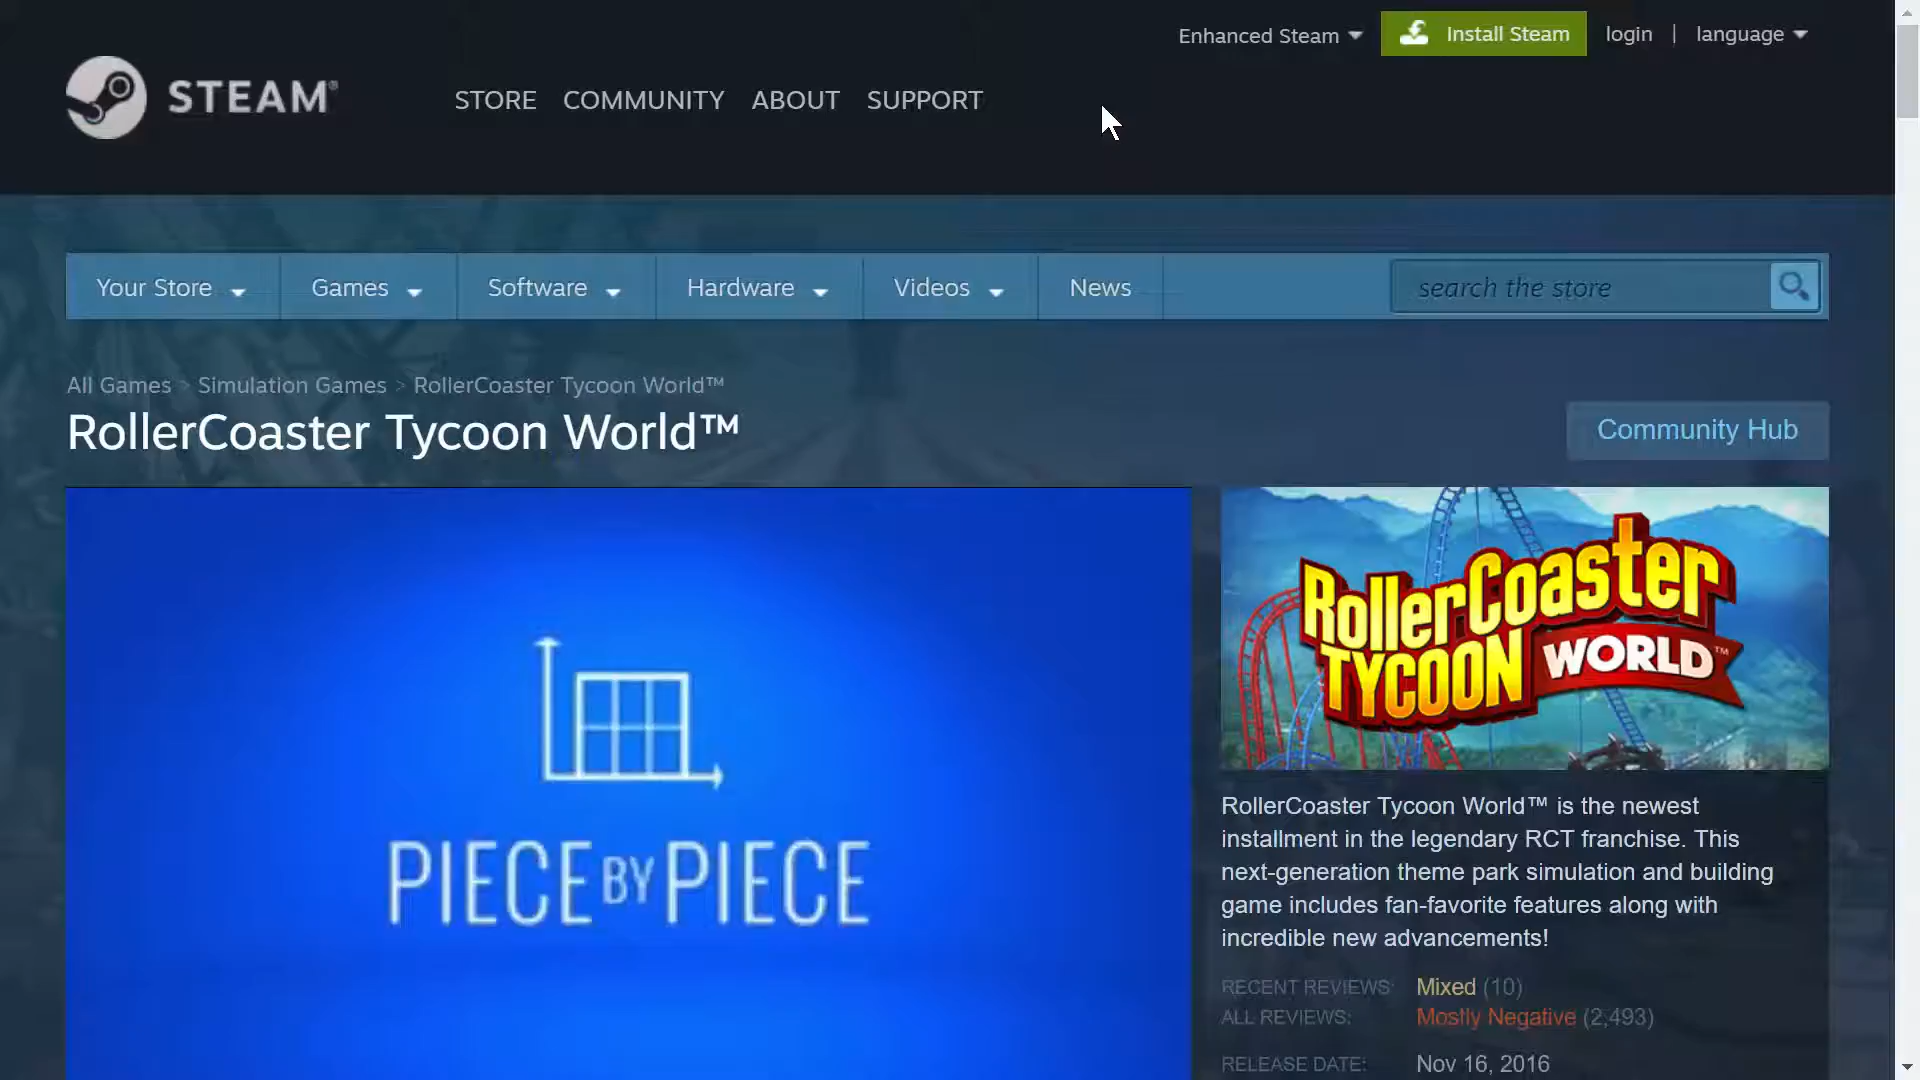 Enhanced Steam
Install Steam
login | language
STEAM®
STORE COMMUNITY ABOUT SUPPORT
Your Store Games Software Hardware Videos News
search the store
All Games > Simulation Games > RollerCoaster Tycoon World™
RollerCoaster Tycoon World™
Community Hub
PIECE BY PIECE
RollerCoaster
TYCOON WORLD™
RollerCoaster Tycoon World™ is the newest
installment in the legendary RCT franchise. This
next-generation theme park simulation and building
game includes fan-favorite features along with
incredible new advancements!
RECENT REVIEWS: Mixed (10)
ALL REVIEWS: Mostly Negative (2,493)
RELEASE DATE: Nov 16, 2016